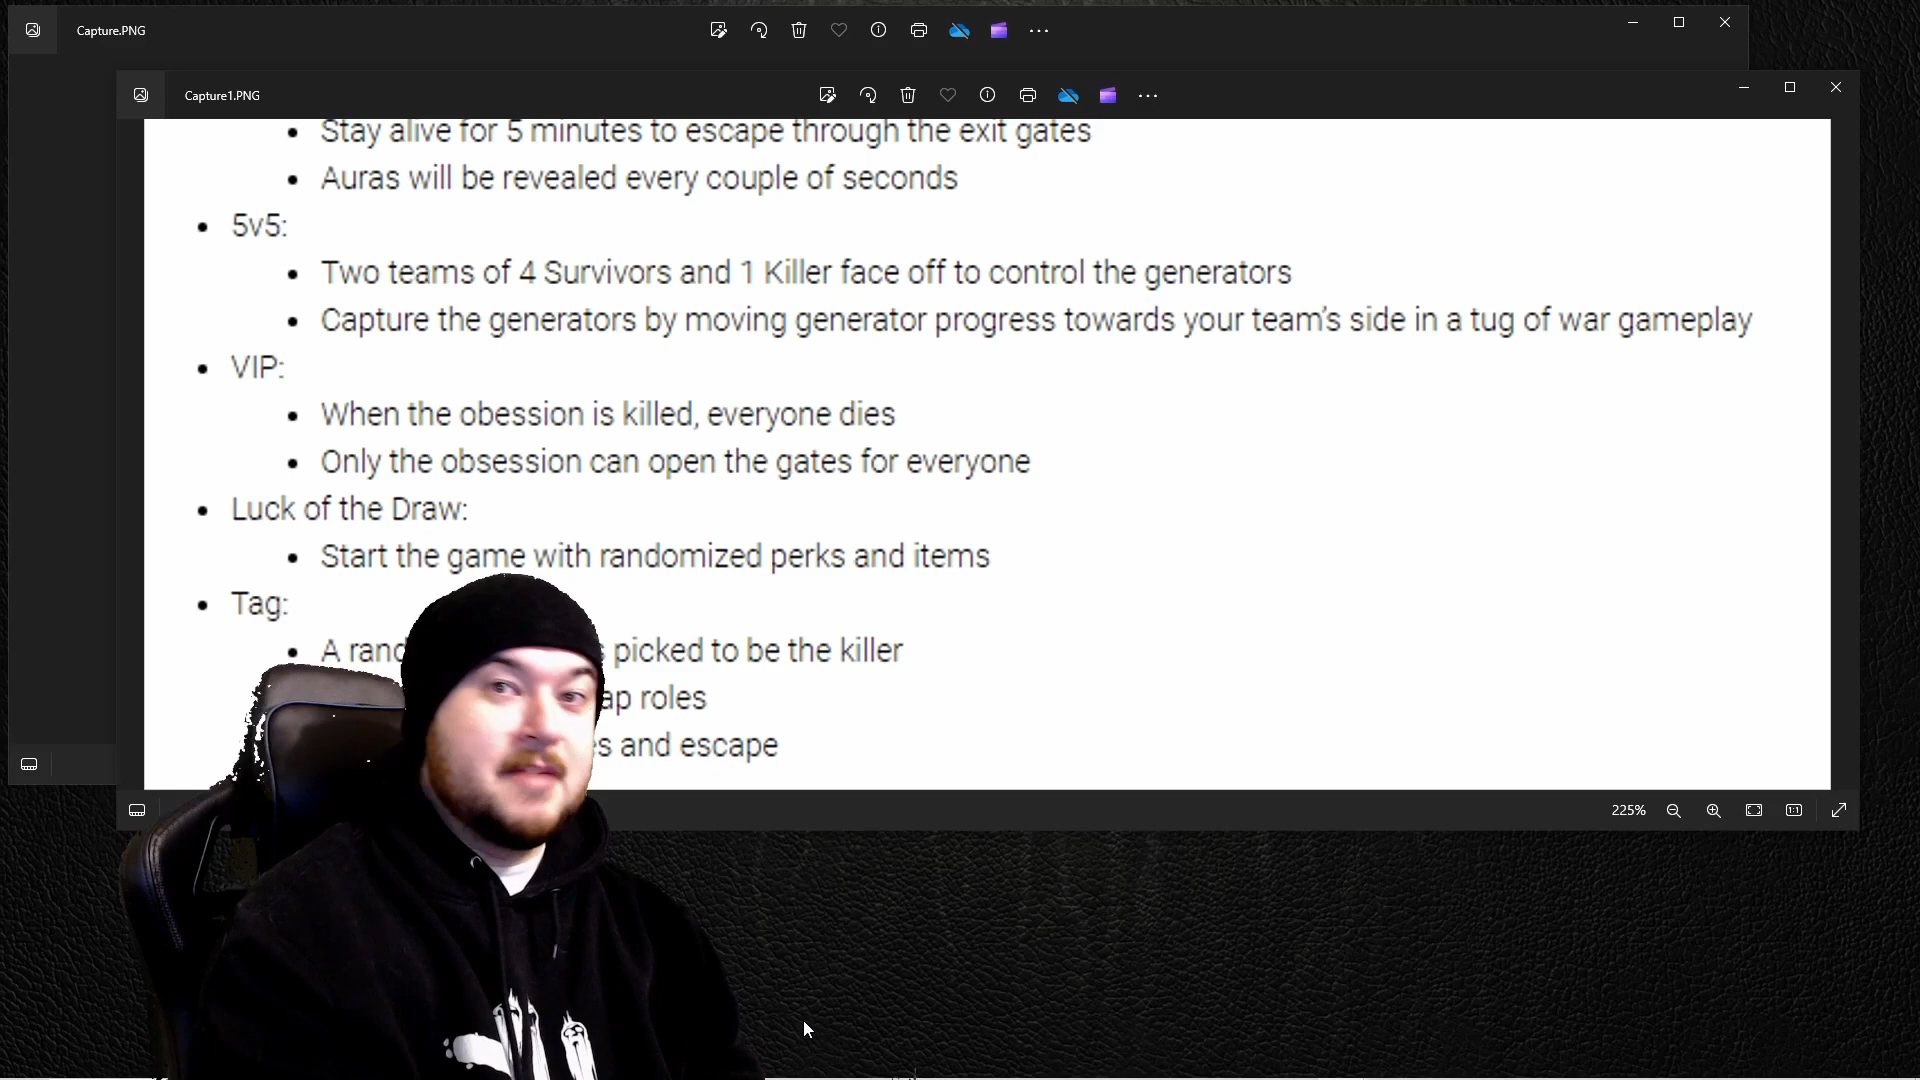 Capture.PNG
Capture1.PNG
Stay alive for 5 minutes to escape through the exit gates
Auras will be revealed every couple of seconds
5v5:
Two teams of 4 Survivors and 1 Killer face off to control the generators
Capture the generators by moving generator progress towards your team's side in a tug of war gameplay
VIP:
When the obession is killed, everyone dies
Only the obsession can open the gates for everyone
Luck of the Draw:
Start the game with randomized perks and items
Tag:
A picked to be the killer
roles
and escape
225%